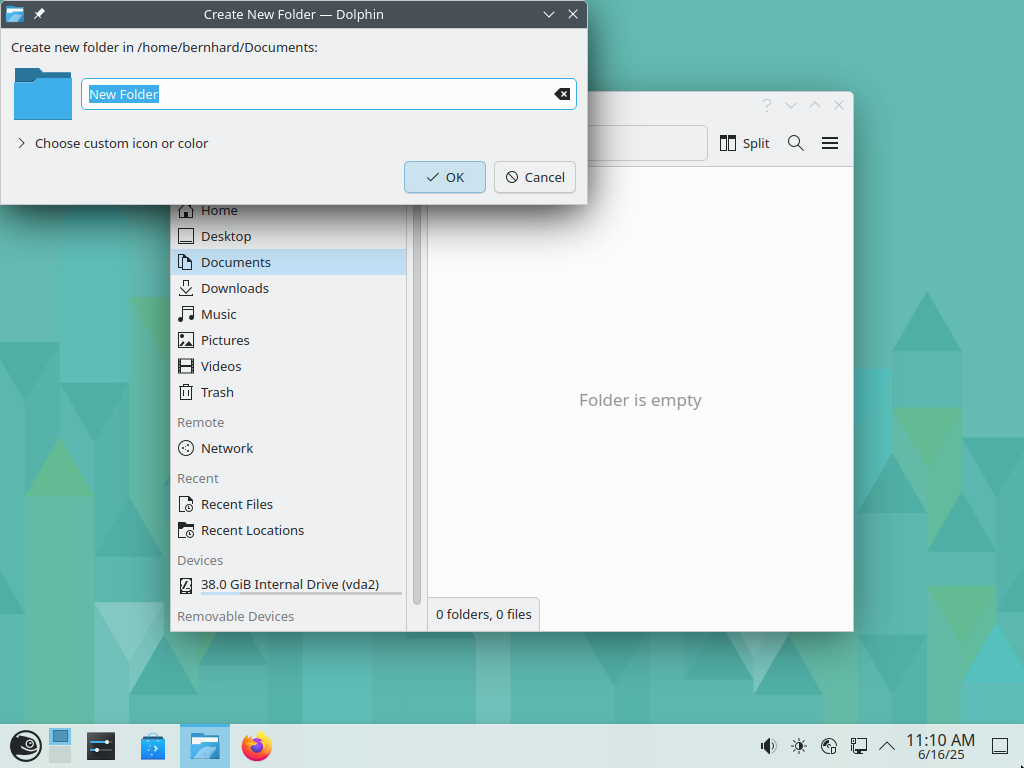 Create New Folder — Dolphin
Create new folder in /home/bernhard/Documents:
New Folder
Choose custom icon or color
OK
Cancel
Split
Home
Desktop
Documents
Downloads
Music
Pictures
Videos
Trash
Remote
Network
Recent
Recent Files
Recent Locations
Devices
38.0 GiB Internal Drive (vda2)
Removable Devices
Folder is empty
0 folders, 0 files
11:10 AM
6/16/25